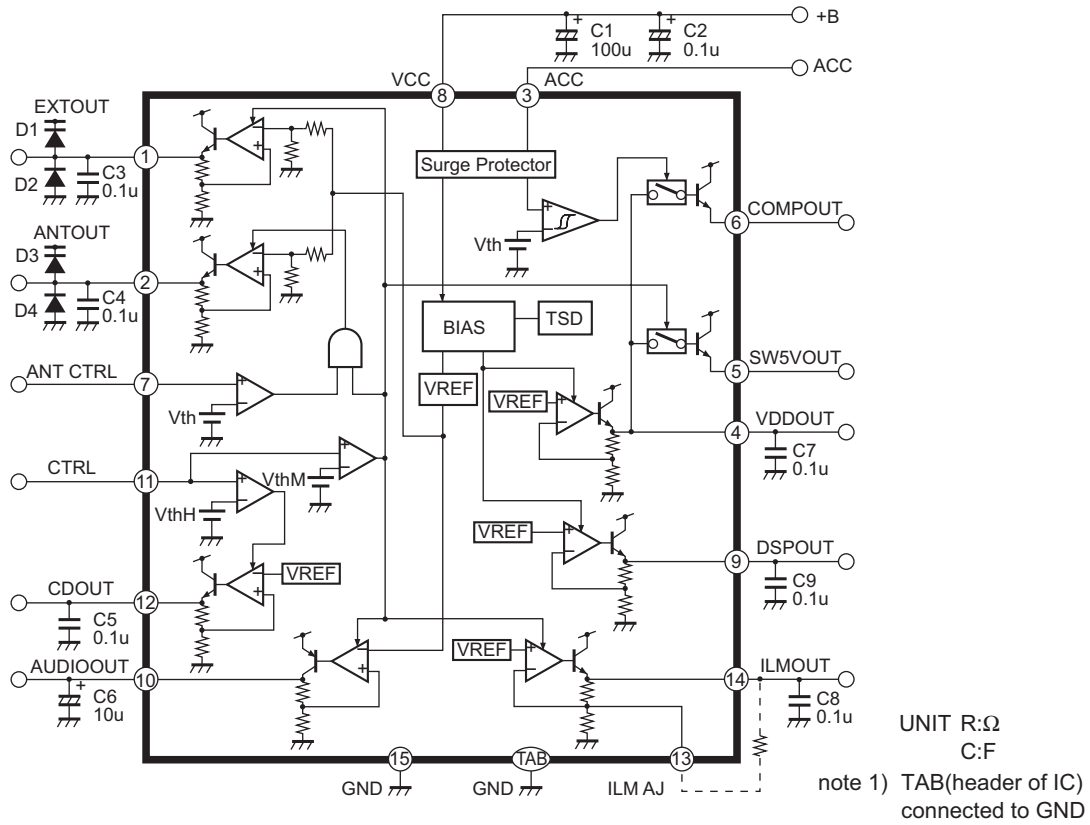 +B
C1
100u
C2
0.1u
ACC
VCC
8
3
ACC
EXTOUT
D1
D2
C3
0.1u
1
Surge Protector
6
COMPOUT
ANTOUT
D3
D4
C4
0.1u
2
Vth
BIAS
TSD
5
SW5VOUT
ANT CTRL
7
Vth
VREF
VREF
4
VDDOUT
C7
0.1u
CTRL
11
VthM
VthH
VREF
9
DSPOUT
C9
0.1u
CDOUT
12
C5
0.1u
VREF
AUDIOOUT
10
C6
10u
VREF
14
ILMOUT
C8
0.1u
15
GND
TAB
GND
13
ILM AJ
UNIT R:Ω
C:F
note 1) TAB(header of IC)
connected to GND
+
−
+
+
+
−
+
−
+
−
+
−
+
−
+
−
+
−
+
−
+
−
+
−
+
−
+